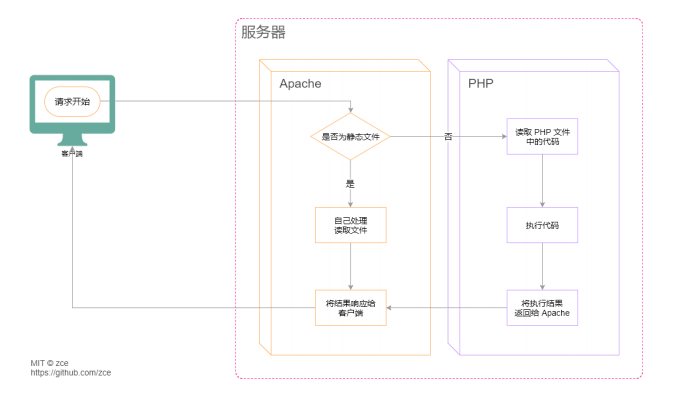 服务器
Apache
PHP
请求开始
客户端
是否为静态文件
否
读取 PHP 文件
中的代码
是
自己处理
读取文件
执行代码
将结果响应给
客户端
将执行结果
返回给 Apache
MIT © zce
https://github.com/zce